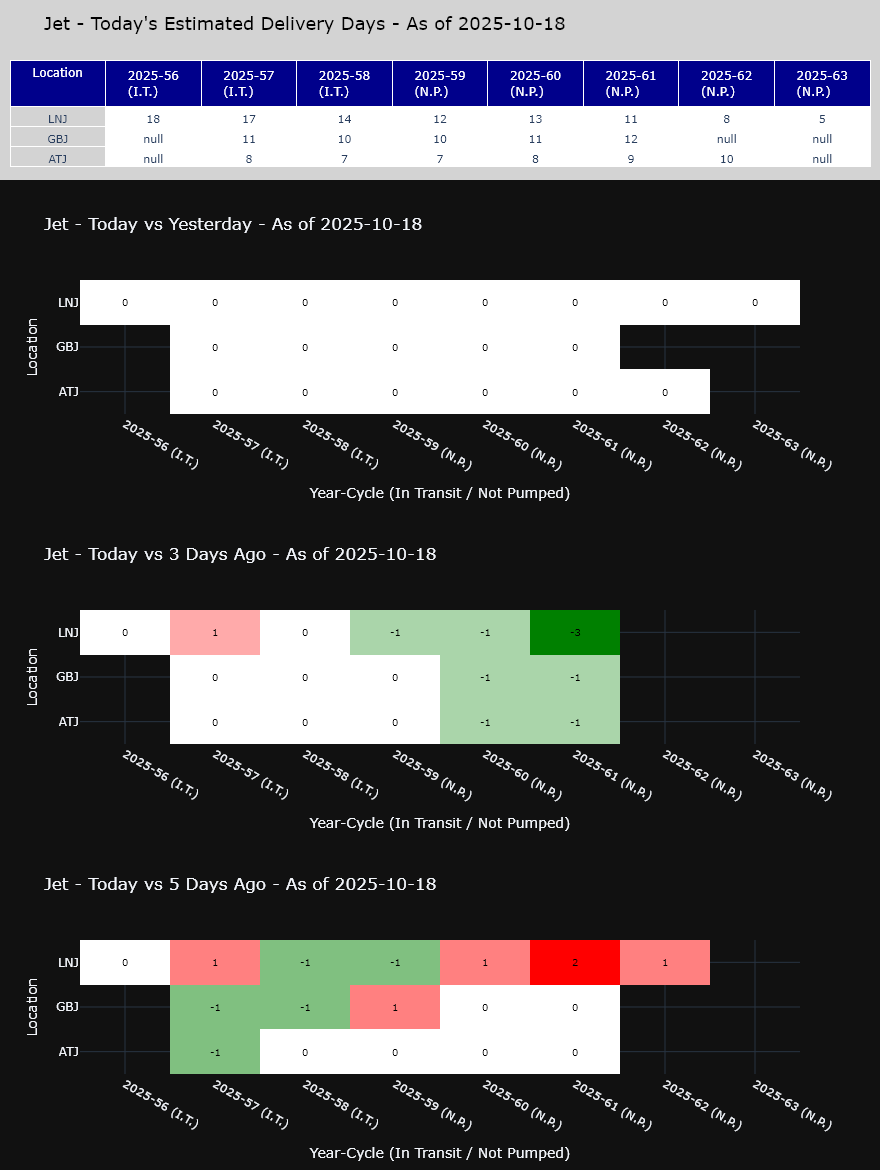 Jet - Today's Estimated Delivery Days - As of 2025-10-18
Location 2025-56 (I.T.) 2025-57 (I.T.) 2025-58 (I.T.) 2025-59 (N.P.) 2025-60 (N.P.) 2025-61 (N.P.) 2025-62 (N.P.) 2025-63 (N.P.)
LNJ 18 17 14 12 13 11 8 5
GBJ null 11 10 10 11 12 null null
ATJ null 8 7 7 8 9 10 null
Jet - Today vs Yesterday - As of 2025-10-18
Location
LNJ 0 0 0 0 0 0 0 0
GBJ 0 0 0 0 0
ATJ 0 0 0 0 0 0
2025-56 (I.T.) 2025-57 (I.T.) 2025-58 (I.T.) 2025-59 (N.P.) 2025-60 (N.P.) 2025-61 (N.P.) 2025-62 (N.P.) 2025-63 (N.P.)
Year-Cycle (In Transit / Not Pumped)
Jet - Today vs 3 Days Ago - As of 2025-10-18
Location
LNJ 0 1 0 -1 -1 -3
GBJ 0 0 0 -1 -1
ATJ 0 0 0 -1 -1
2025-56 (I.T.) 2025-57 (I.T.) 2025-58 (I.T.) 2025-59 (N.P.) 2025-60 (N.P.) 2025-61 (N.P.) 2025-62 (N.P.) 2025-63 (N.P.)
Year-Cycle (In Transit / Not Pumped)
Jet - Today vs 5 Days Ago - As of 2025-10-18
Location
LNJ 0 1 -1 -1 1 2 1
GBJ -1 -1 1 0 0
ATJ -1 0 0 0 0
2025-56 (I.T.) 2025-57 (I.T.) 2025-58 (I.T.) 2025-59 (N.P.) 2025-60 (N.P.) 2025-61 (N.P.) 2025-62 (N.P.) 2025-63 (N.P.)
Year-Cycle (In Transit / Not Pumped)